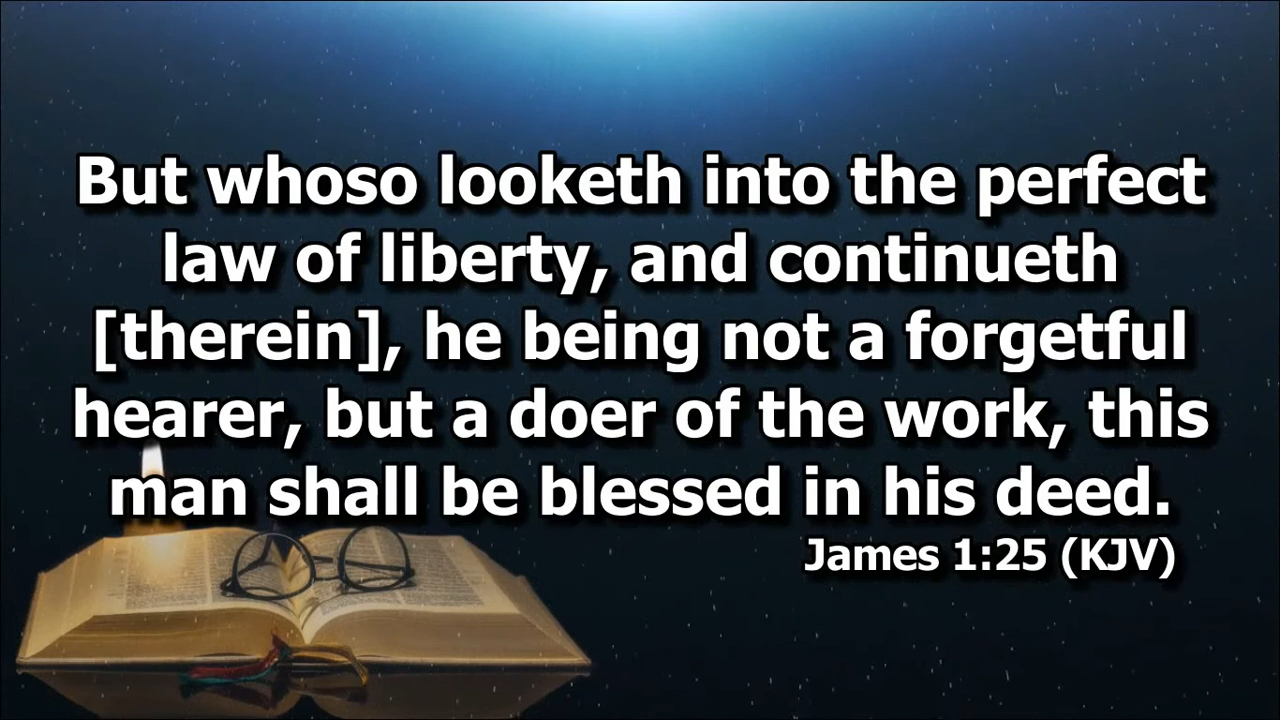 But whoso looketh into the perfect
law of liberty, and continueth
[therein], he being not a forgetful
hearer, but a doer of the work, this
man shall be blessed in his deed.
James 1:25 (KJV)